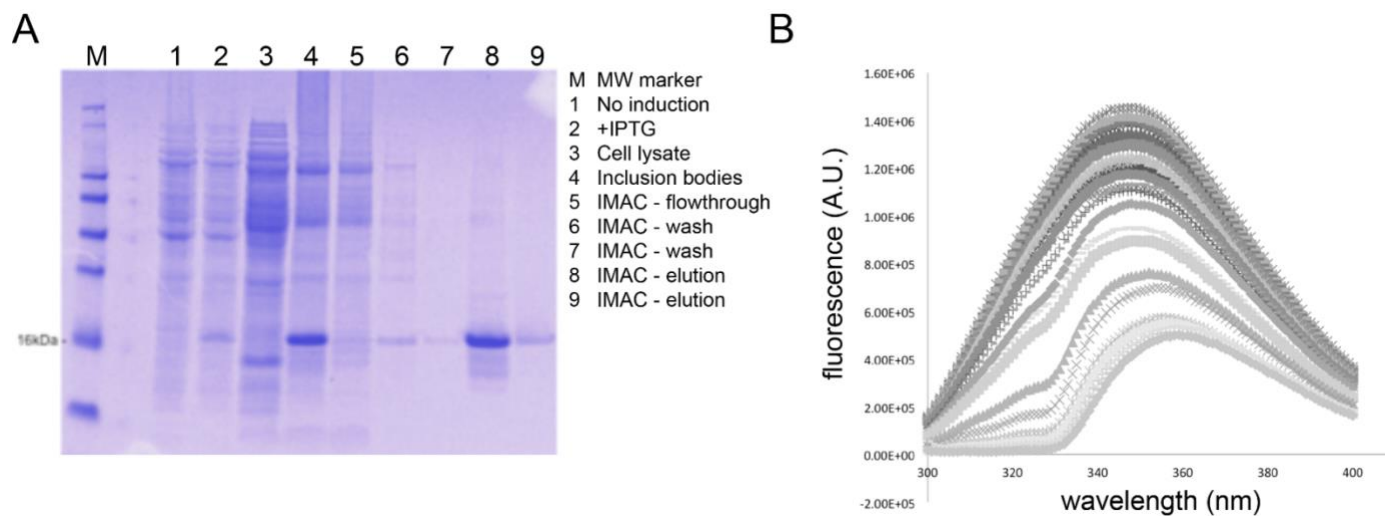 A
M 1 2 3 4 5 6 7 8 9
16kDa -
M MW marker
1 No induction
2 +IPTG
3 Cell lysate
4 Inclusion bodies
5 IMAC - flowthrough
6 IMAC - wash
7 IMAC - wash
8 IMAC - elution
9 IMAC - elution
B
fluorescence (A.U.)
1.60E+06
1.40E+06
1.20E+06
1.00E+06
8.00E+05
6.00E+05
4.00E+05
2.00E+05
0.00E+00
-2.00E+05
300 320 340 360 380 400
wavelength (nm)